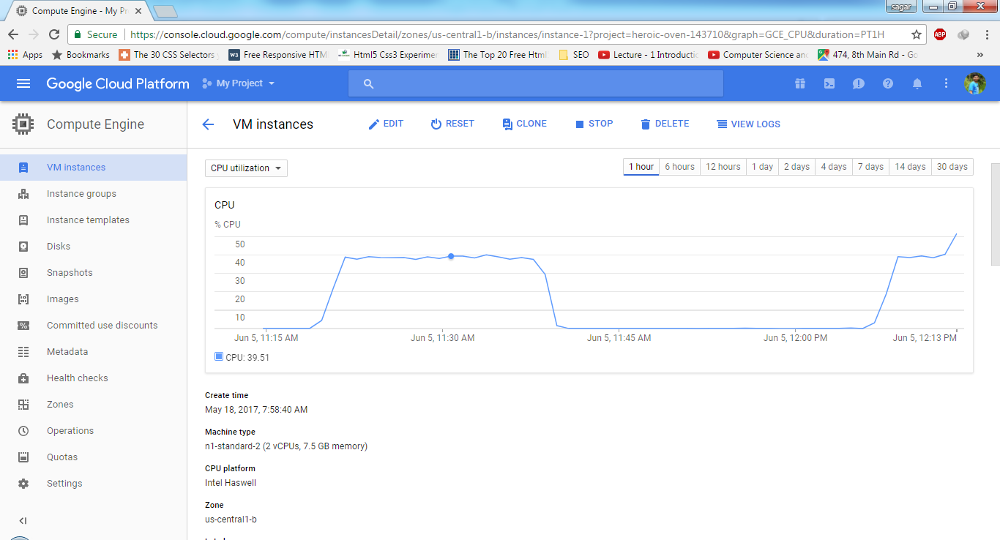 Compute Engine - My Pr
sagar
Secure
https://console.cloud.google.com/compute/instancesDetail/zones/us-central1-b/instances/instance-1?project=heroic-oven-143710&graph=GCE_CPU&duration=PT1H
ABP
Apps Bookmarks The 30 CSS Selectors w3 Free Responsive HTM Html5 Css3 Experimer The Top 20 Free Html SEO Lecture - 1 Introductio Computer Science and 474, 8th Main Rd - Go »
Google Cloud Platform My Project
Compute Engine
VM instances EDIT RESET CLONE STOP DELETE VIEW LOGS
VM instances
Instance groups
Instance templates
Disks
Snapshots
Images
Committed use discounts
Metadata
Health checks
Zones
Operations
Quotas
Settings
CPU utilization
1 hour 6 hours 12 hours 1 day 2 days 4 days 7 days 14 days 30 days
CPU
% CPU
50
40
30
20
10
Jun 5, 11:15 AM Jun 5, 11:30 AM Jun 5, 11:45 AM Jun 5, 12:00 PM Jun 5, 12:13 PM
CPU: 39.51
Create time
May 18, 2017, 7:58:40 AM
Machine type
n1-standard-2 (2 vCPUs, 7.5 GB memory)
CPU platform
Intel Haswell
Zone
us-central1-b